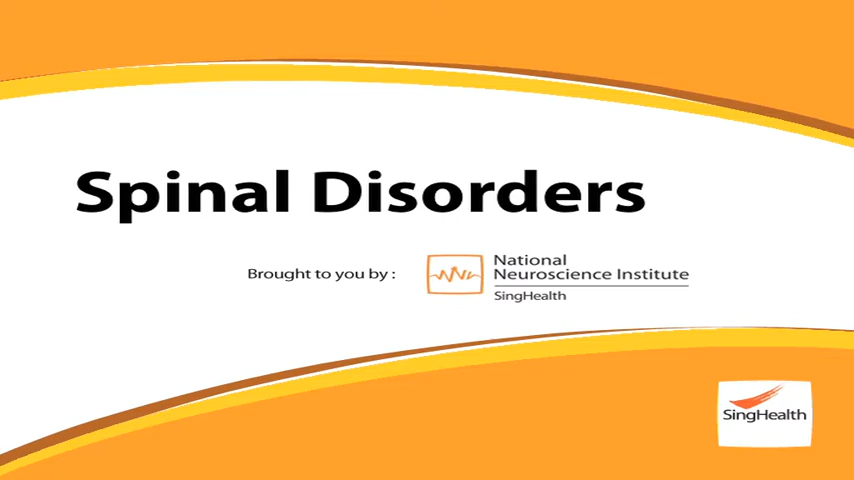 Spinal Disorders
Brought to you by :
National
Neuroscience Institute
SingHealth
SingHealth